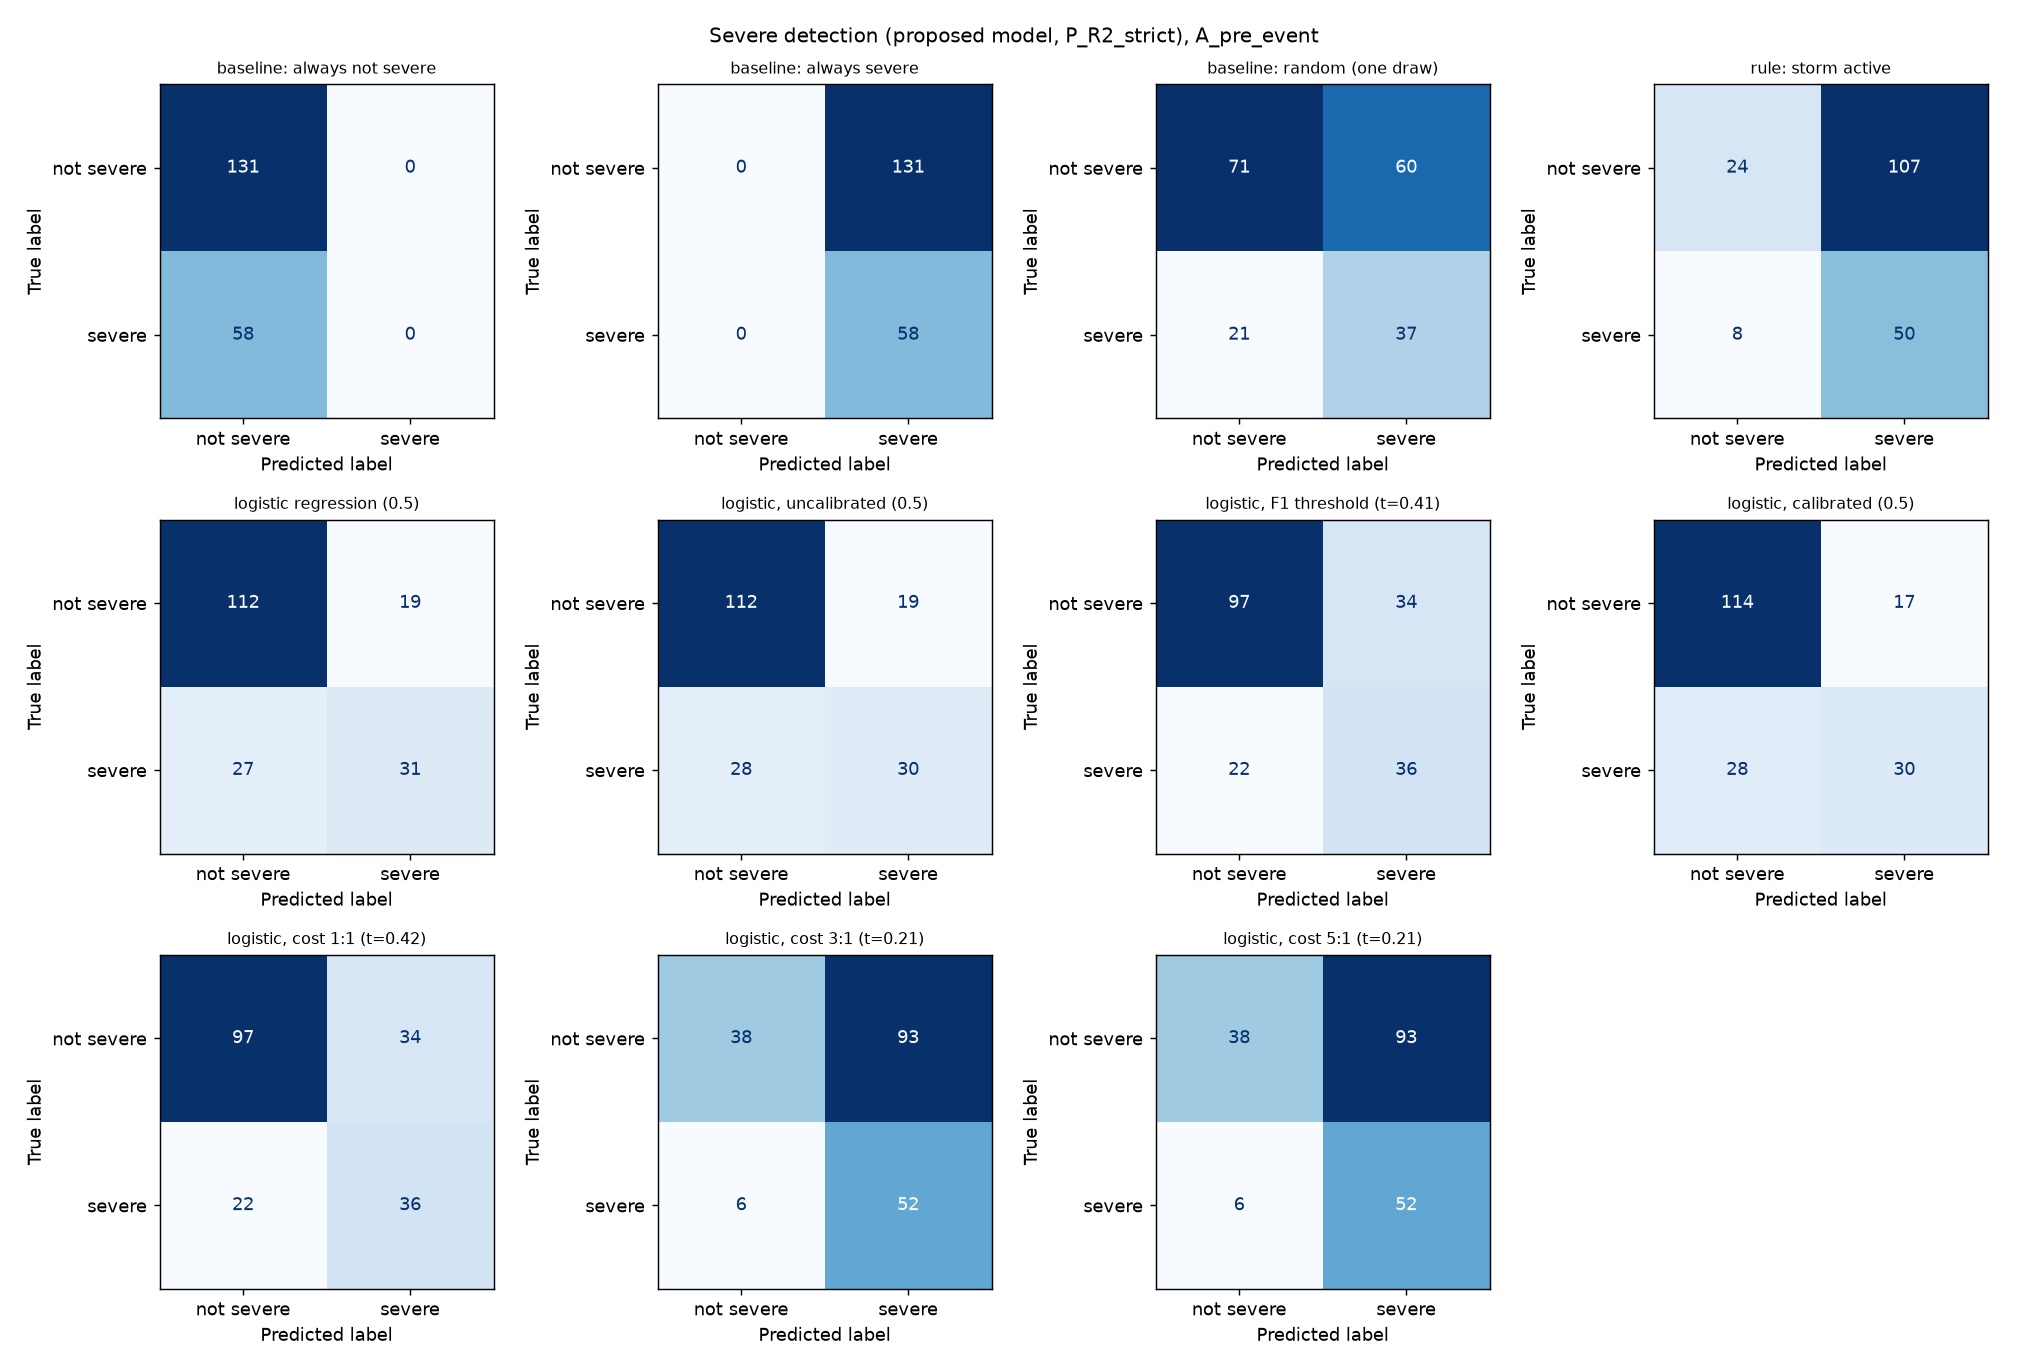 Severe detection (proposed model, P_R2_strict), A_pre_event
baseline: always not severe
True label
not severe
severe
131
0
58
0
not severe severe
Predicted label
baseline: always severe
True label
not severe
severe
0
131
0
58
not severe severe
Predicted label
baseline: random (one draw)
True label
not severe
severe
71
60
21
37
not severe severe
Predicted label
rule: storm active
True label
not severe
severe
24
107
8
50
not severe severe
Predicted label
logistic regression (0.5)
True label
not severe
severe
112
19
27
31
not severe severe
Predicted label
logistic, uncalibrated (0.5)
True label
not severe
severe
112
19
28
30
not severe severe
Predicted label
logistic, F1 threshold (t=0.41)
True label
not severe
severe
97
34
22
36
not severe severe
Predicted label
logistic, calibrated (0.5)
True label
not severe
severe
114
17
28
30
not severe severe
Predicted label
logistic, cost 1:1 (t=0.42)
True label
not severe
severe
97
34
22
36
not severe severe
Predicted label
logistic, cost 3:1 (t=0.21)
True label
not severe
severe
38
93
6
52
not severe severe
Predicted label
logistic, cost 5:1 (t=0.21)
True label
not severe
severe
38
93
6
52
not severe severe
Predicted label